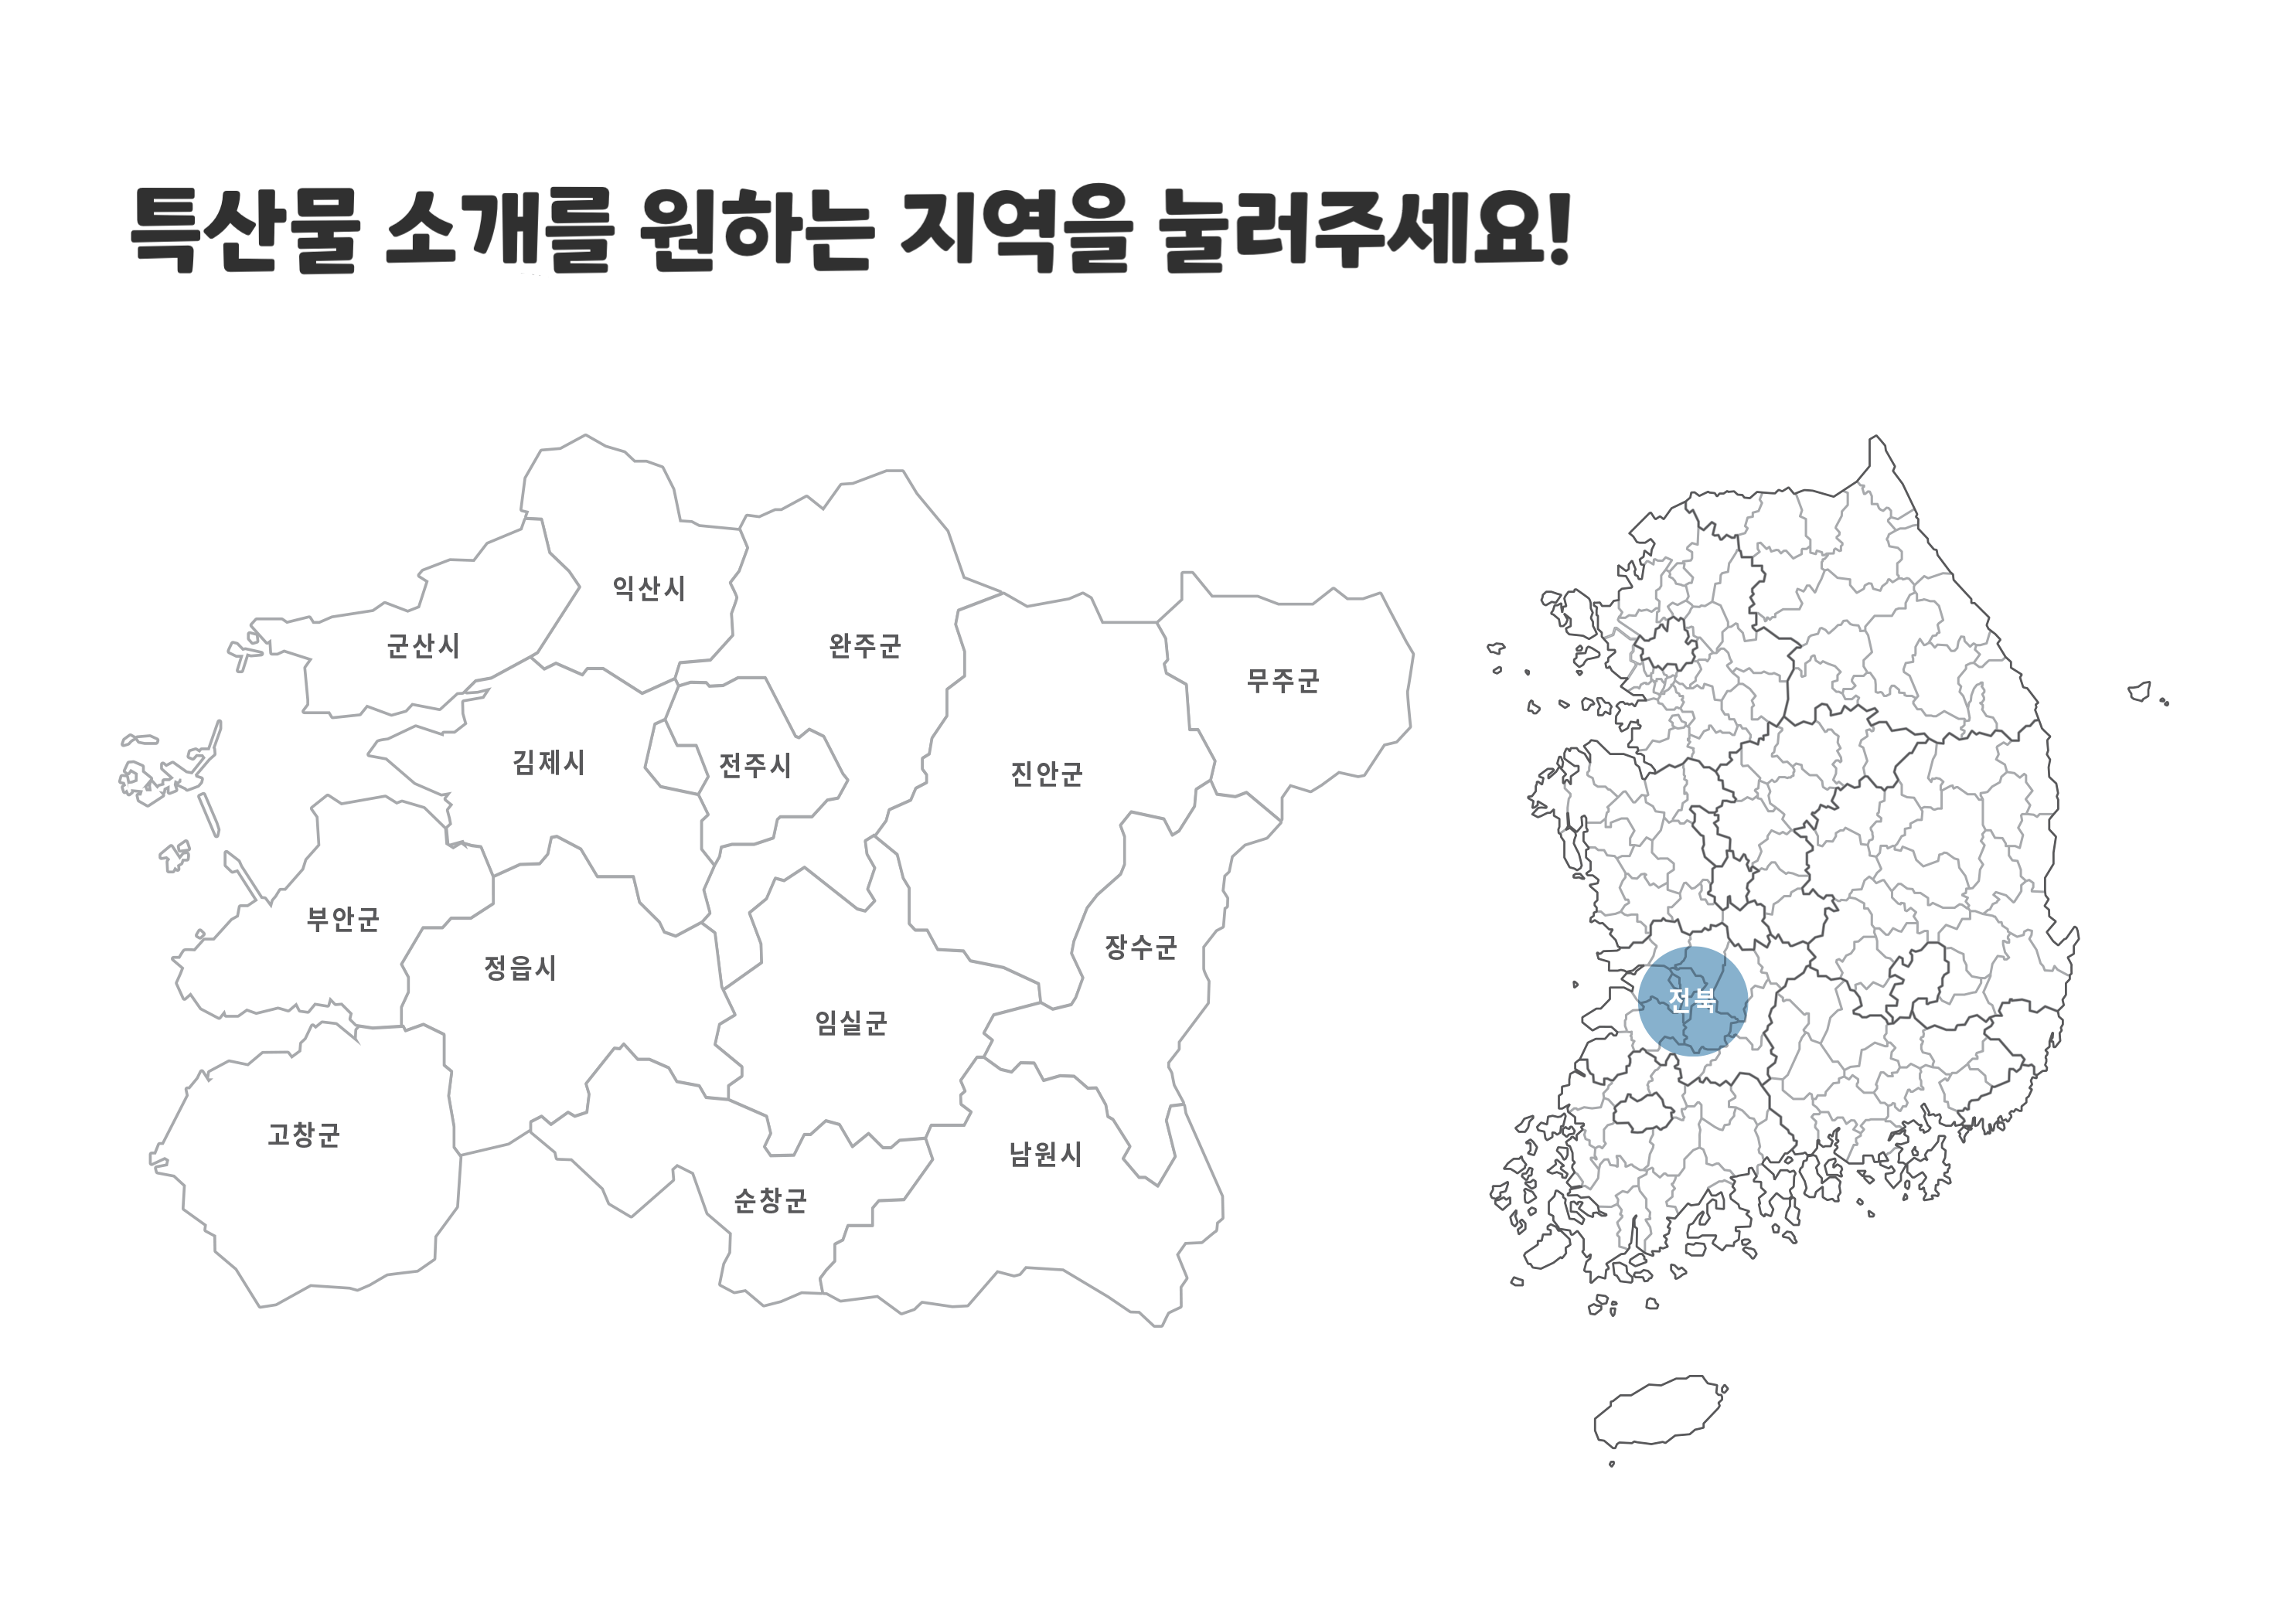 특산물 소개를 원하는 지역을 눌러주세요!
익산시
군산시
완주군
무주군
김제시
전주시
진안군
부안군
장수군
정읍시
전북
임실군
고창군
남원시
순창군